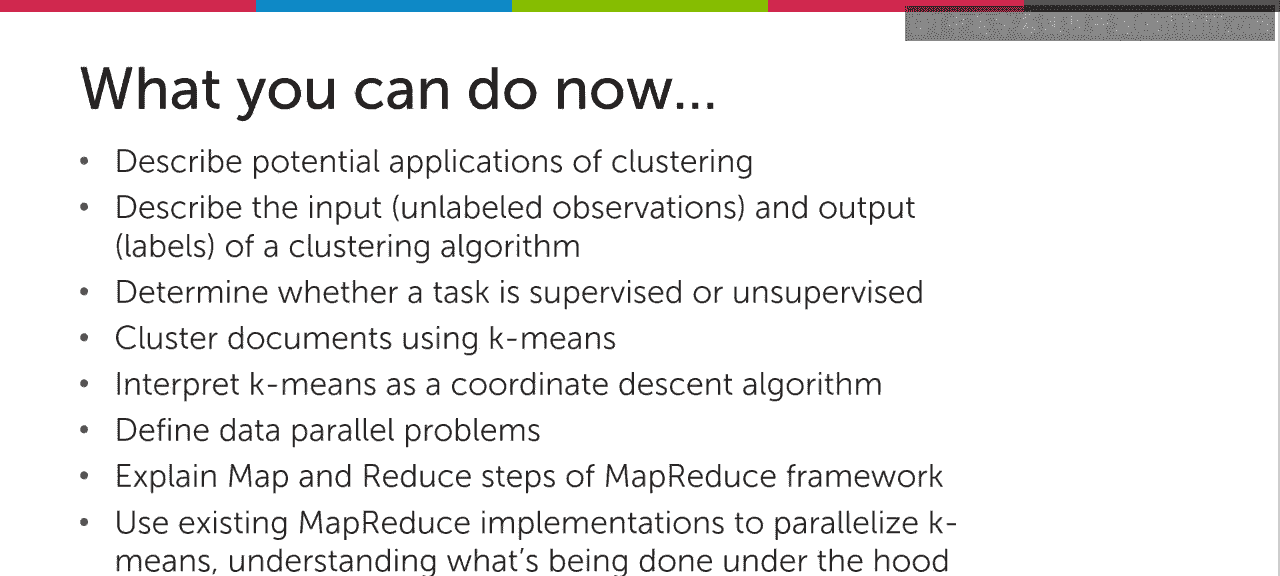 What you can do now...
• Describe potential applications of clustering
• Describe the input (unlabeled observations) and output
(labels) of a clustering algorithm
• Determine whether a task is supervised or unsupervised
• Cluster documents using k-means
• Interpret k-means as a coordinate descent algorithm
• Define data parallel problems
• Explain Map and Reduce steps of MapReduce framework
• Use existing MapReduce implementations to parallelize k-
means, understanding what's being done under the hood